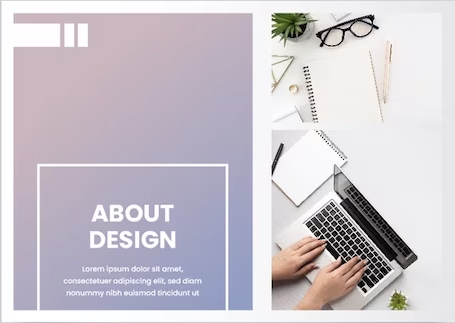 ABOUT
DESIGN
Lorem ipsum dolor sit amet,
consectetuer adipiscing elit, sed diam
nonummy nibh euismod tincidunt ut